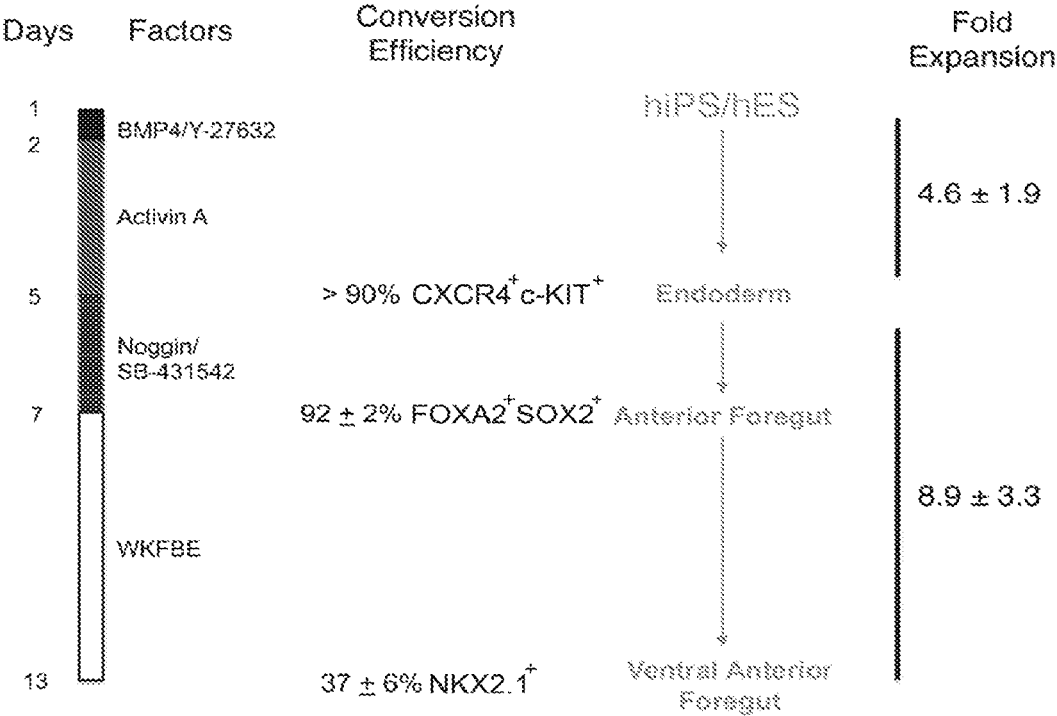 Days Factors Conversion Efficiency Fold Expansion
1
BMP4/Y-27632
hiPS/hES
2
4.6 ± 1.9
Activin A
5
> 90% CXCR4+c-KIT+
Endoderm
Noggin/
SB-431542
7
92 ± 2% FOXA2+SOX2+
Anterior Foregut
8.9 ± 3.3
WKFBE
13
37 ± 6% NKX2.1+
Ventral Anterior
Foregut